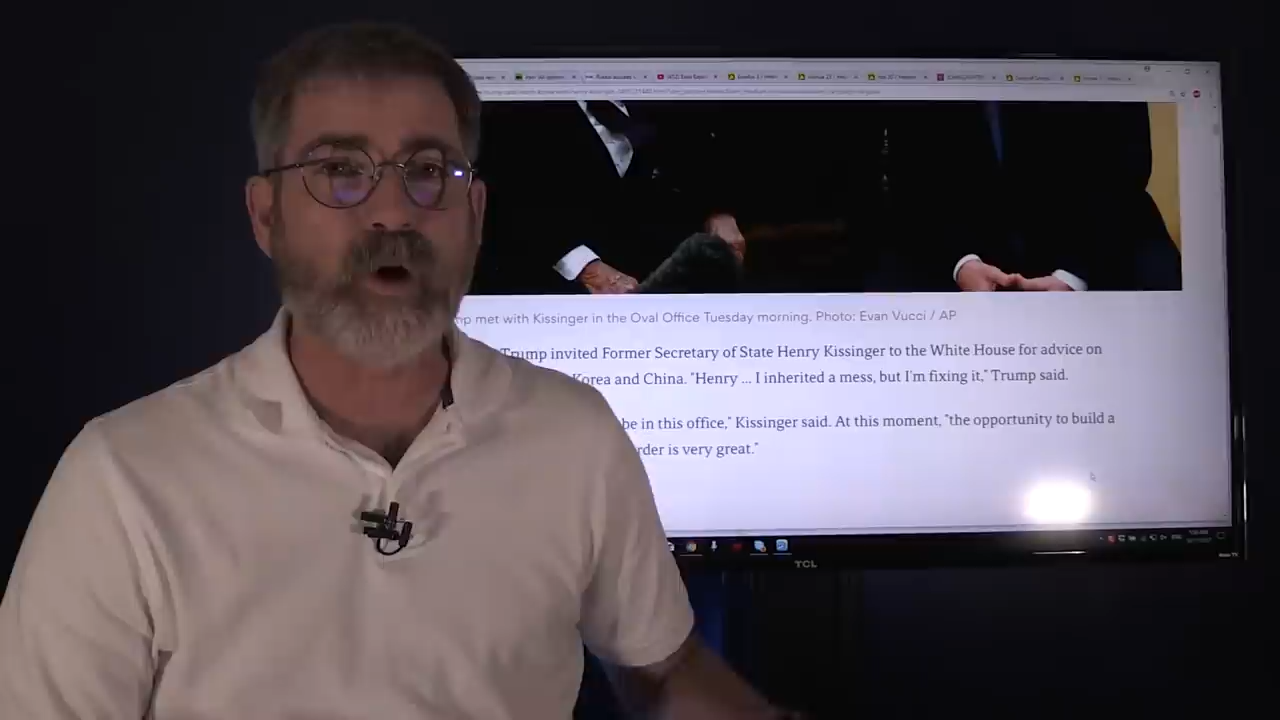 mp met with Kissinger in the Oval Office Tuesday morning. Photo: Evan Vucci / AP
Trump invited Former Secretary of State Henry Kissinger to the White House for advice on
Korea and China. "Henry ... I inherited a mess, but I'm fixing it," Trump said.
be in this office," Kissinger said. At this moment, "the opportunity to build a
rder is very great."
TCL